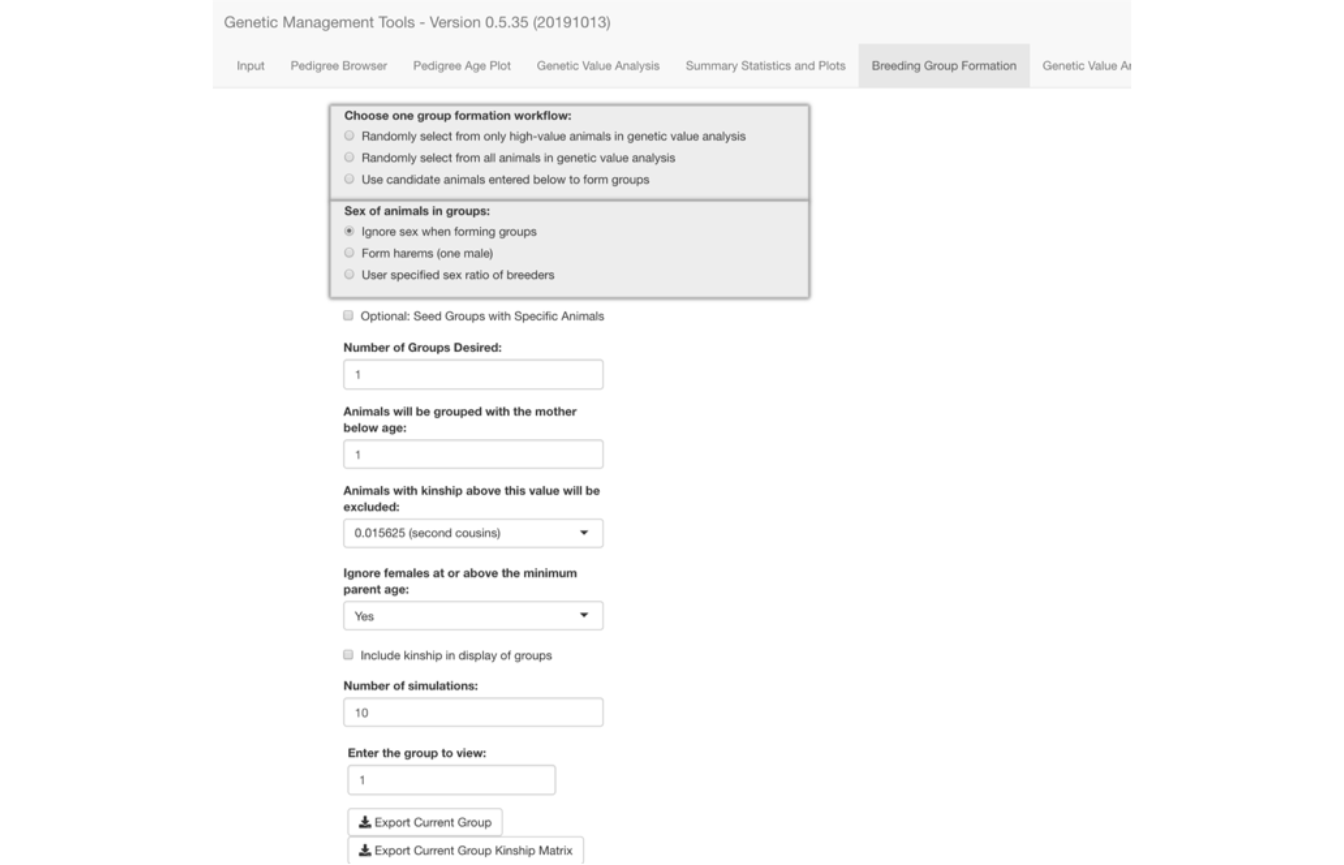 Genetic Management Tools - Version 0.5.35 (20191013)
Input Pedigree Browser Pedigree Age Plot Genetic Value Analysis Summary Statistics and Plots Breeding Group Formation Genetic Value
Choose one group formation workflow:
Randomly select from only high-value animals in genetic value analysis
Randomly select from all animals in genetic value analysis
Use candidate animals entered below to form groups
Sex of animals in groups:
Ignore sex when forming groups
Form harems (one male)
User specified sex ratio of breeders
Optional: Seed Groups with Specific Animals
Number of Groups Desired:
1
Animals will be grouped with the mother
below age:
1
Animals with kinship above this value will be
excluded:
0.015625 (second cousins)
Ignore females at or above the minimum
parent age:
Yes
Include kinship in display of groups
Number of simulations:
10
Enter the group to view:
1
Export Current Group
Export Current Group Kinship Matrix